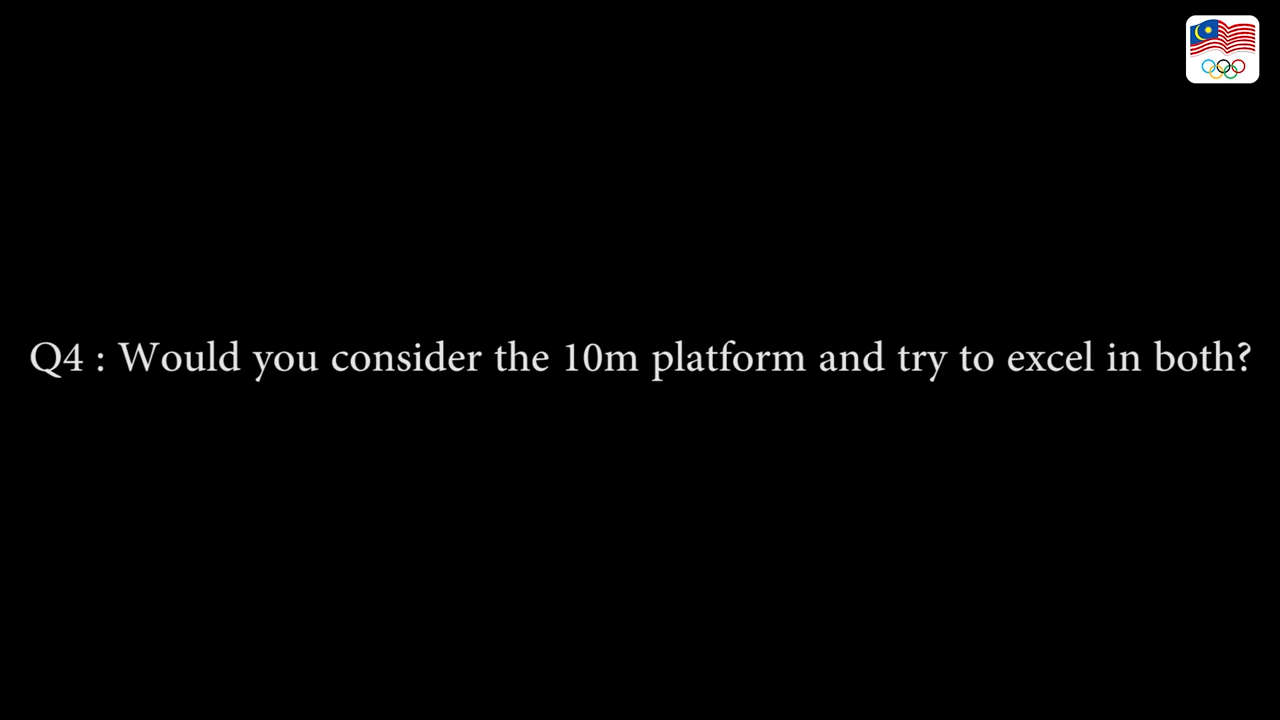 Q4 : Would you consider the 10m platform and try to excel in both?